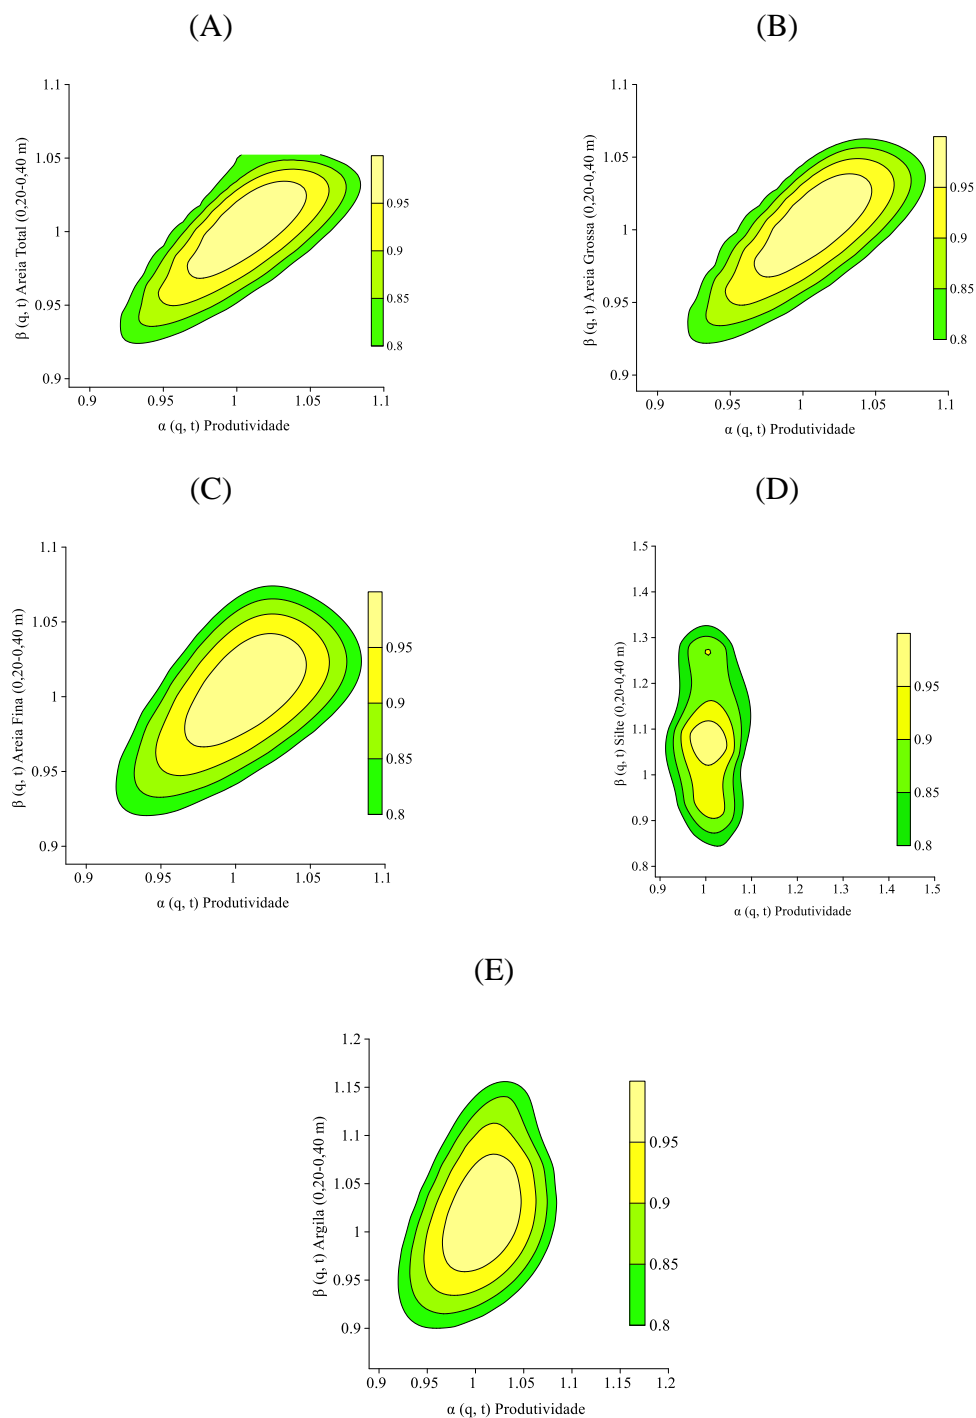 (A)
1.1
1.05
1
0.95
0.9
β (q, t) Areia Total (0,20-0,40 m)
0.9 0.95 1 1.05 1.1
α (q, t) Produtividade
0.95
0.9
0.85
0.8
(B)
1.1
1.05
1
0.95
0.9
β (q, t) Areia Grossa (0,20-0,40 m)
0.9 0.95 1 1.05 1.1
α (q, t) Produtividade
0.95
0.9
0.85
0.8
(C)
1.1
1.05
1
0.95
0.9
β (q, t) Areia Fina (0,20-0,40 m)
0.9 0.95 1 1.05 1.1
α (q, t) Produtividade
0.95
0.9
0.85
0.8
(D)
1.5
1.4
1.3
1.2
1.1
1
0.9
0.8
β (q, t) Silte (0,20-0,40 m)
0.9 1 1.1 1.2 1.3 1.4 1.5
α (q, t) Produtividade
0.95
0.9
0.85
0.8
(E)
1.2
1.15
1.10
1.05
1
0.95
0.9
β (q, t) Argila (0,20-0,40 m)
0.9 0.95 1 1.05 1.1 1.15 1.2
α (q, t) Produtividade
0.95
0.9
0.85
0.8